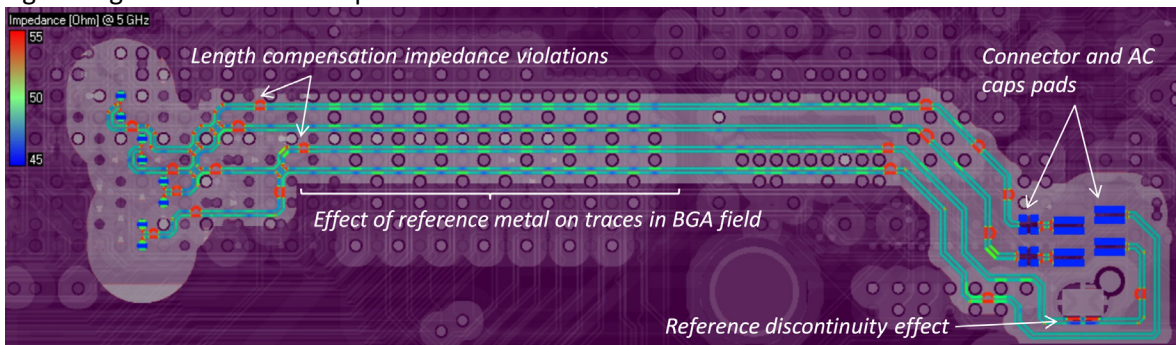 Impedance [Ohm] @ 5 GHz
55
50
45
Length compensation impedance violations
Connector and AC
caps pads
Effect of reference metal on traces in BGA field
Reference discontinuity effect